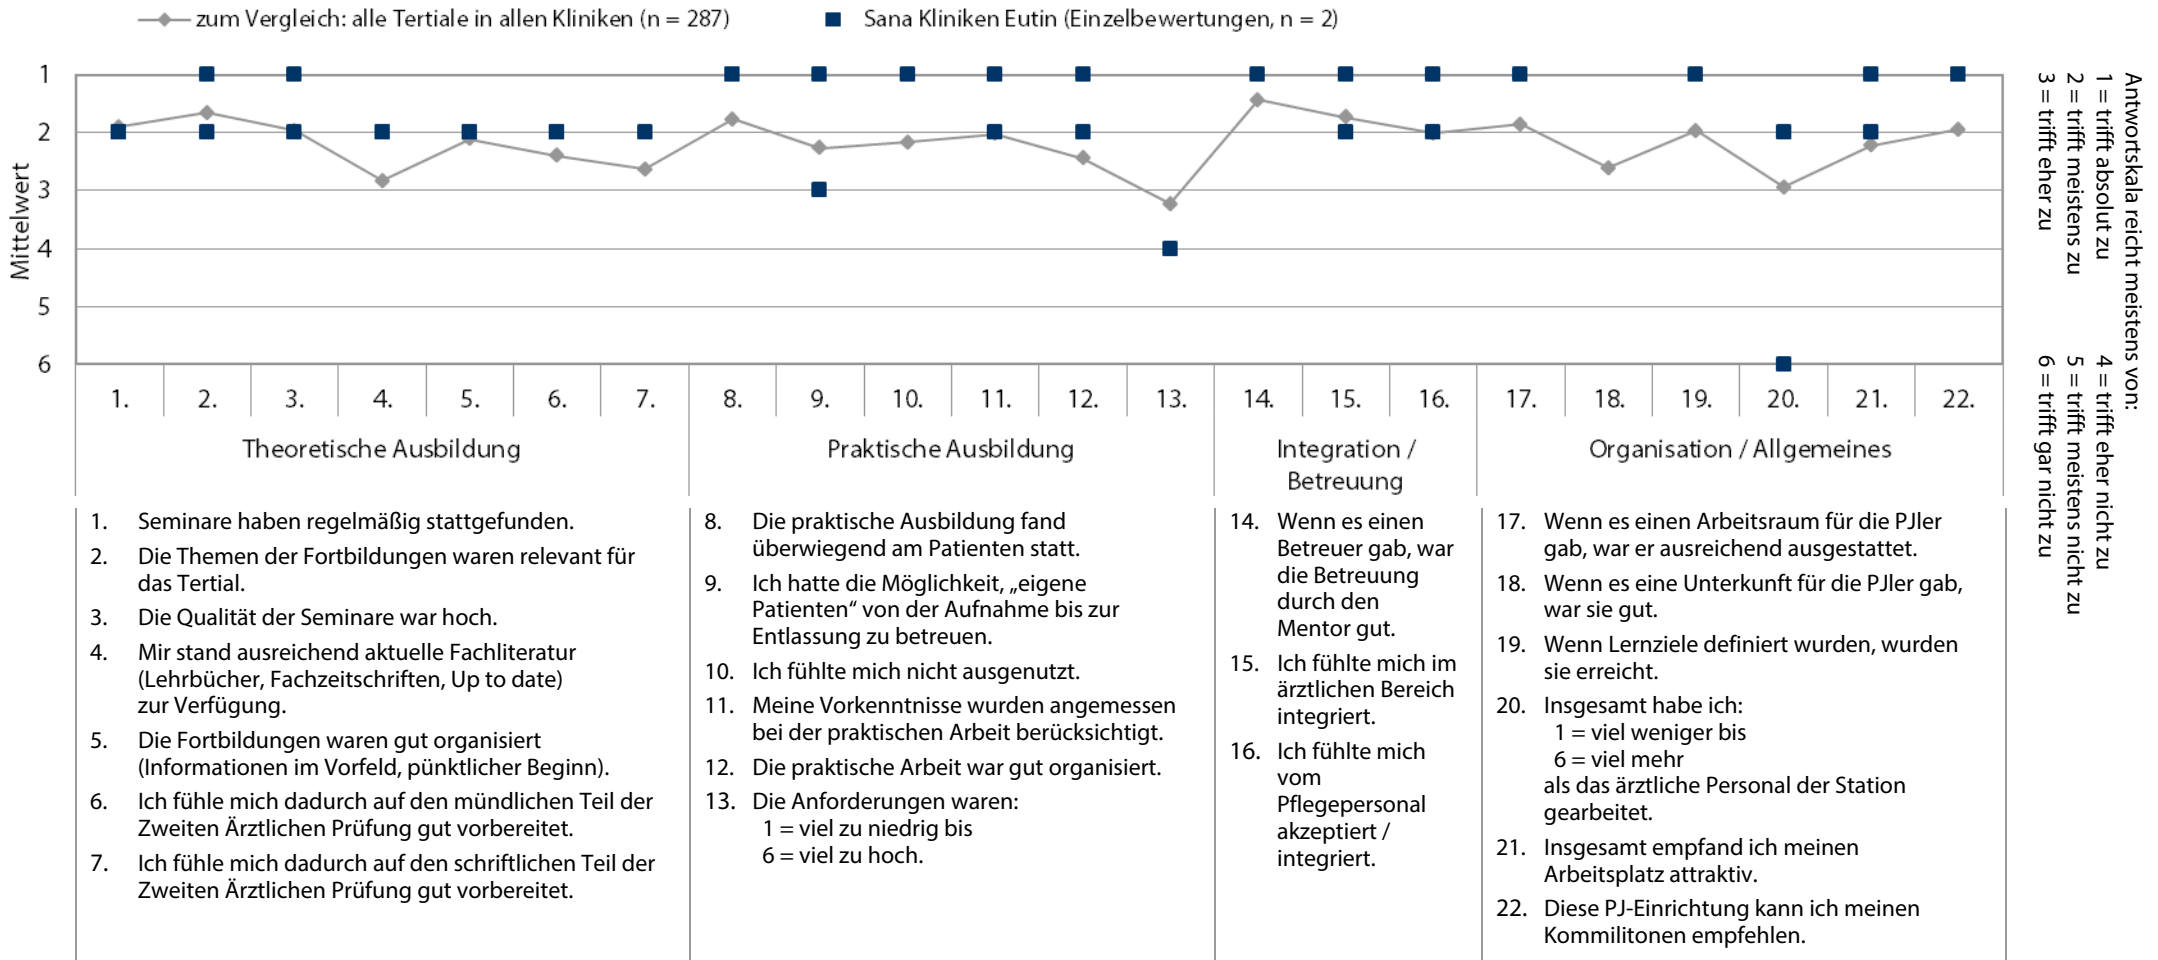 zum Vergleich: alle Tertiale in allen Kliniken (n = 287)
Sana Kliniken Eutin (Einzelbewertungen, n = 2)
Mittelwert
1
2
3
4
5
6
1. 2. 3. 4. 5. 6. 7. 8. 9. 10. 11. 12. 13. 14. 15. 16. 17. 18. 19. 20. 21. 22.
Theoretische Ausbildung
Praktische Ausbildung
Integration /
Betreuung
Organisation / Allgemeines
1. Seminare haben regelmäßig stattgefunden.
2. Die Themen der Fortbildungen waren relevant für
das Tertial.
3. Die Qualität der Seminare war hoch.
4. Mir stand ausreichend aktuelle Fachliteratur
(Lehrbücher, Fachzeitschriften, Up to date)
zur Verfügung.
5. Die Fortbildungen waren gut organisiert
(Informationen im Vorfeld, pünktlicher Beginn).
6. Ich fühle mich dadurch auf den mündlichen Teil der
Zweiten Ärztlichen Prüfung gut vorbereitet.
7. Ich fühle mich dadurch auf den schriftlichen Teil der
Zweiten Ärztlichen Prüfung gut vorbereitet.
8. Die praktische Ausbildung fand
überwiegend am Patienten statt.
9. Ich hatte die Möglichkeit, „eigene
Patienten“ von der Aufnahme bis zur
Entlassung zu betreuen.
10. Ich fühlte mich nicht ausgenutzt.
11. Meine Vorkenntnisse wurden angemessen
bei der praktischen Arbeit berücksichtigt.
12. Die praktische Arbeit war gut organisiert.
13. Die Anforderungen waren:
1 = viel zu niedrig bis
6 = viel zu hoch.
14. Wenn es einen
Betreuer gab, war
die Betreuung
durch den
Mentor gut.
15. Ich fühlte mich im
ärztlichen Bereich
integriert.
16. Ich fühlte mich
vom
Pflegepersonal
akzeptiert /
integriert.
17. Wenn es einen Arbeitsraum für die PJler
gab, war er ausreichend ausgestattet.
18. Wenn es eine Unterkunft für die PJler gab,
war sie gut.
19. Wenn Lernziele definiert wurden, wurden
sie erreicht.
20. Insgesamt habe ich:
1 = viel weniger bis
6 = viel mehr
als das ärztliche Personal der Station
gearbeitet.
21. Insgesamt empfand ich meinen
Arbeitsplatz attraktiv.
22. Diese PJ-Einrichtung kann ich meinen
Kommilitonen empfehlen.
Antwortskala reicht meistens von:
1 = trifft absolut zu
2 = trifft meistens zu
3 = trifft eher zu
4 = trifft eher nicht zu
5 = trifft meistens nicht zu
6 = trifft gar nicht zu